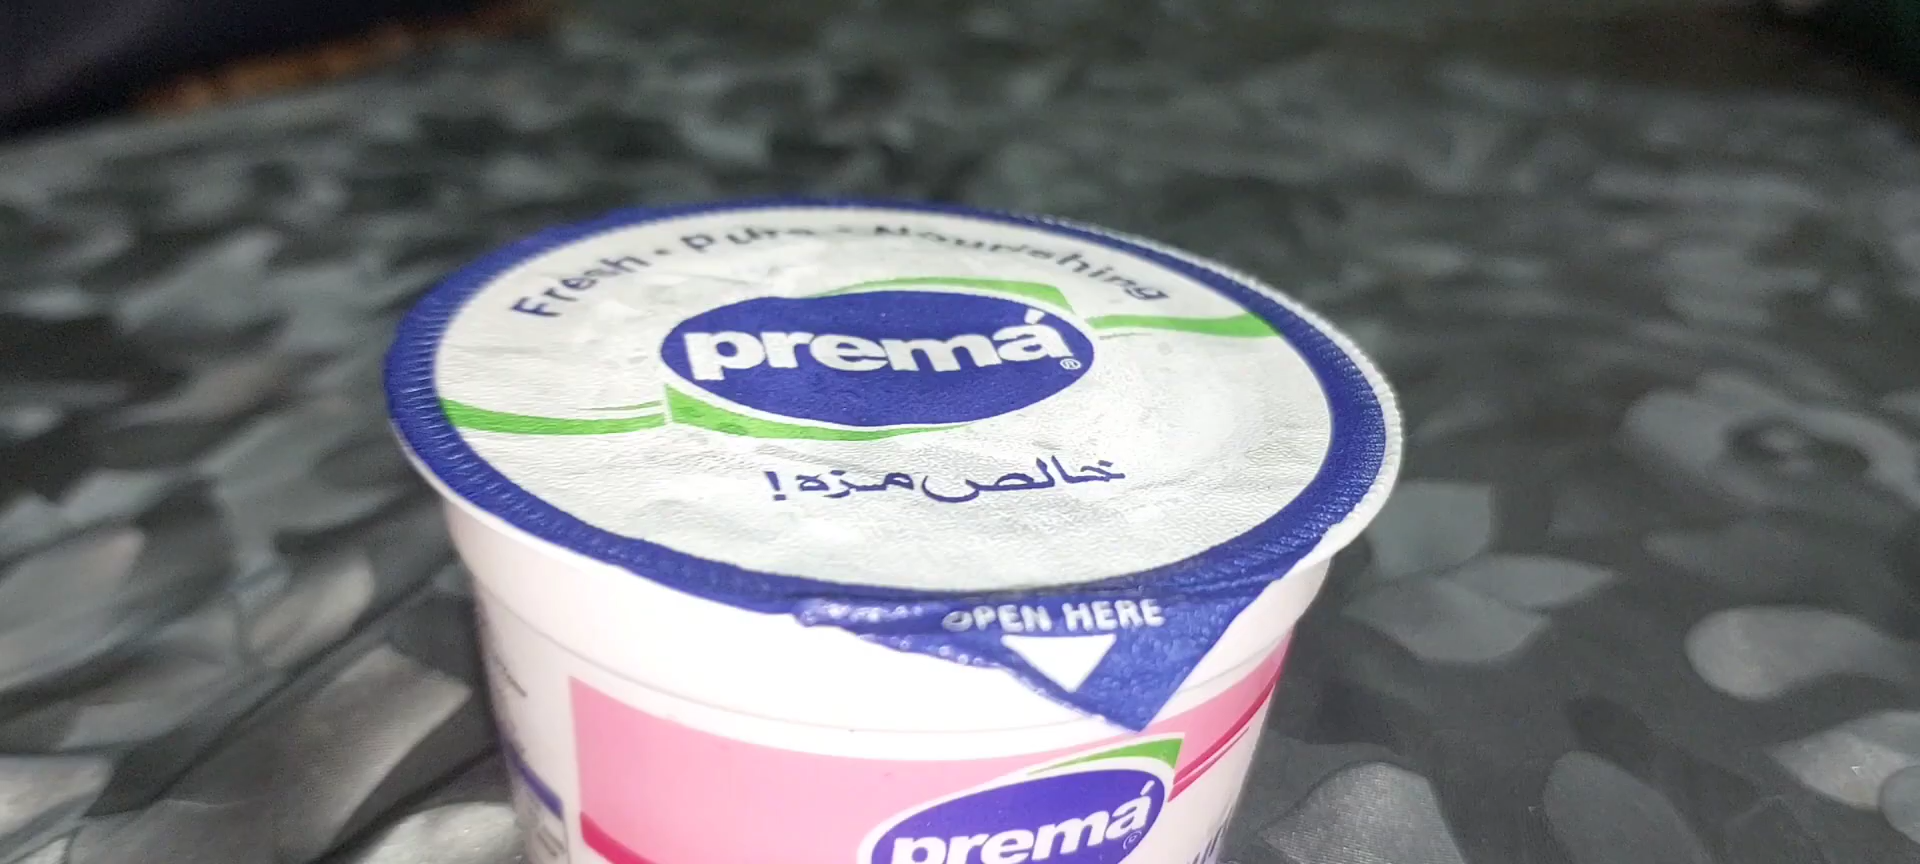 Fresh • Pure • Nourishing
premá®
خالص مزہ!
OPEN HERE
premá